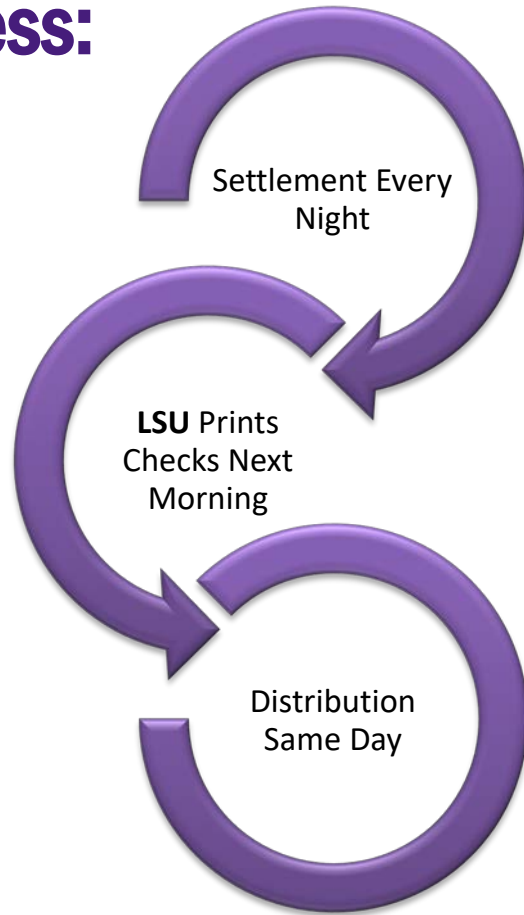 ess:
Settlement Every
Night
LSU Prints
Checks Next
Morning
Distribution
Same Day